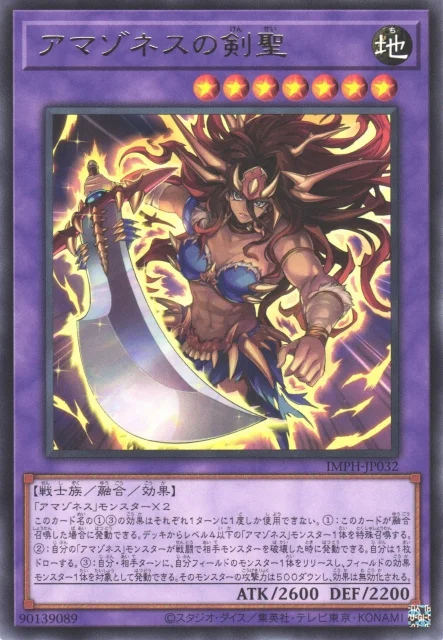 アマゾネスの剣聖
地
IMPH-JP032
【戦士族/融合/効果】
「アマゾネス」モンスター×2
このカード名の①③の効果はそれぞれ1ターンに1度しか使用できない。①：このカードが融合
召喚した場合に発動できる。デッキからレベル4以下の「アマゾネス」モンスター1体を特殊召喚する。
②：自分の「アマゾネス」モンスターが戦闘で相手モンスターを破壊した時に発動できる。自分は1枚
ドローする。③：自分・相手ターンに、自分フィールドのモンスター1体をリリースし、フィールドの効果
モンスター1体を対象として発動できる。そのモンスターの攻撃力は500ダウンし、効果は無効化される。
ATK/2600 DEF/2200
90139089
©スタジオ・ダイス/集英社・テレビ東京・KONAMI